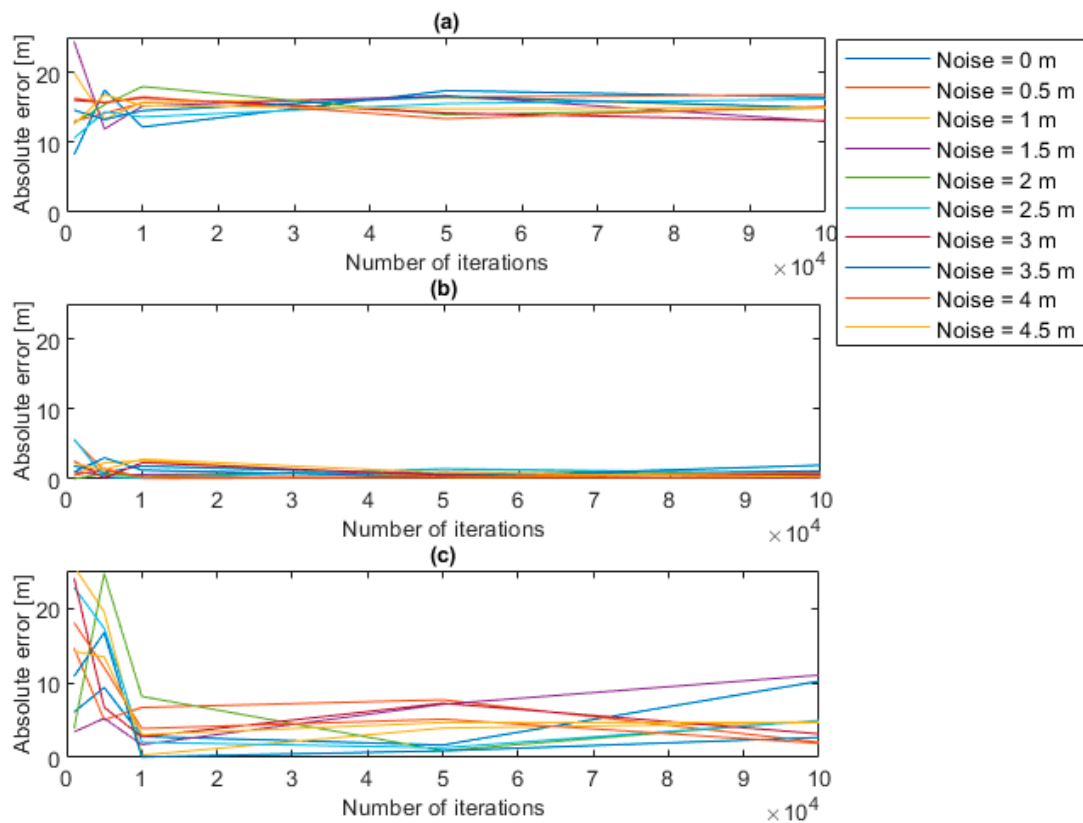 (a)
Absolute error [m]
20
10
0
0 1 2 3 4 5 6 7 8 9 10
Number of iterations
×10^4
Noise = 0 m
Noise = 0.5 m
Noise = 1 m
Noise = 1.5 m
Noise = 2 m
Noise = 2.5 m
Noise = 3 m
Noise = 3.5 m
Noise = 4 m
Noise = 4.5 m
(b)
Absolute error [m]
20
10
0
0 1 2 3 4 5 6 7 8 9 10
Number of iterations
×10^4
(c)
Absolute error [m]
20
10
0
0 1 2 3 4 5 6 7 8 9 10
Number of iterations
×10^4